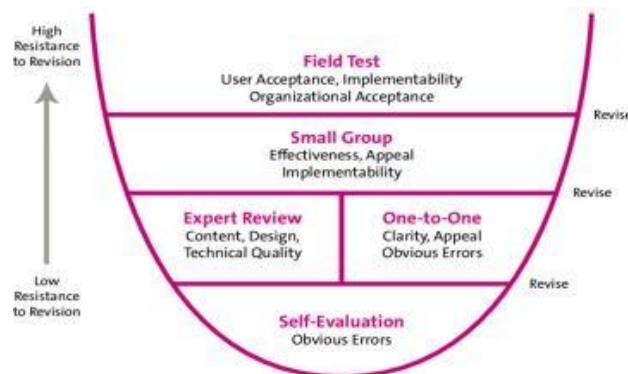 High
Resistance
to Revision
Field Test
User Acceptance, Implementability
Organizational Acceptance
Revise
Small Group
Effectiveness, Appeal
Implementability
Revise
Expert Review
Content, Design,
Technical Quality
One-to-One
Clarity, Appeal
Obvious Errors
Revise
Low
Resistance
to Revision
Self-Evaluation
Obvious Errors